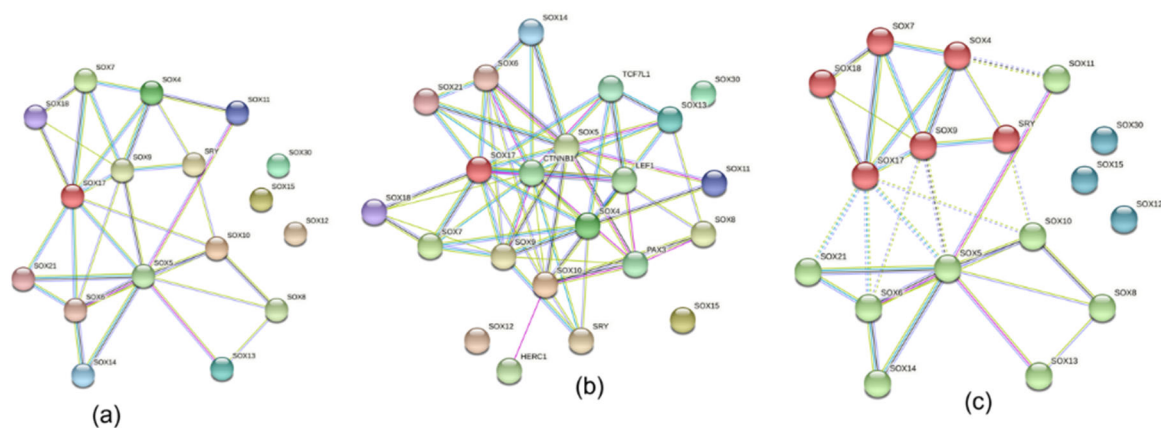 SOX7
SOX4
SOX18
SOX11
SOX9
SRY
SOX30
SOX15
SOX17
SOX12
SOX10
SOX21
SOX5
SOX6
SOX8
SOX14
SOX13
(a)
SOX14
SOX6
TCF7L1
SOX30
SOX21
SOX13
SOX5
SOX17
CTNNB1
LEF1
SOX11
SOX18
SOX4
SOX7
SOX8
SOX9
PAX3
SOX10
SOX15
SOX12
SRY
HERC1
(b)
SOX7
SOX4
SOX11
SOX18
SOX30
SOX9
SRY
SOX15
SOX17
SOX12
SOX10
SOX21
SOX5
SOX6
SOX8
SOX13
SOX14
(c)